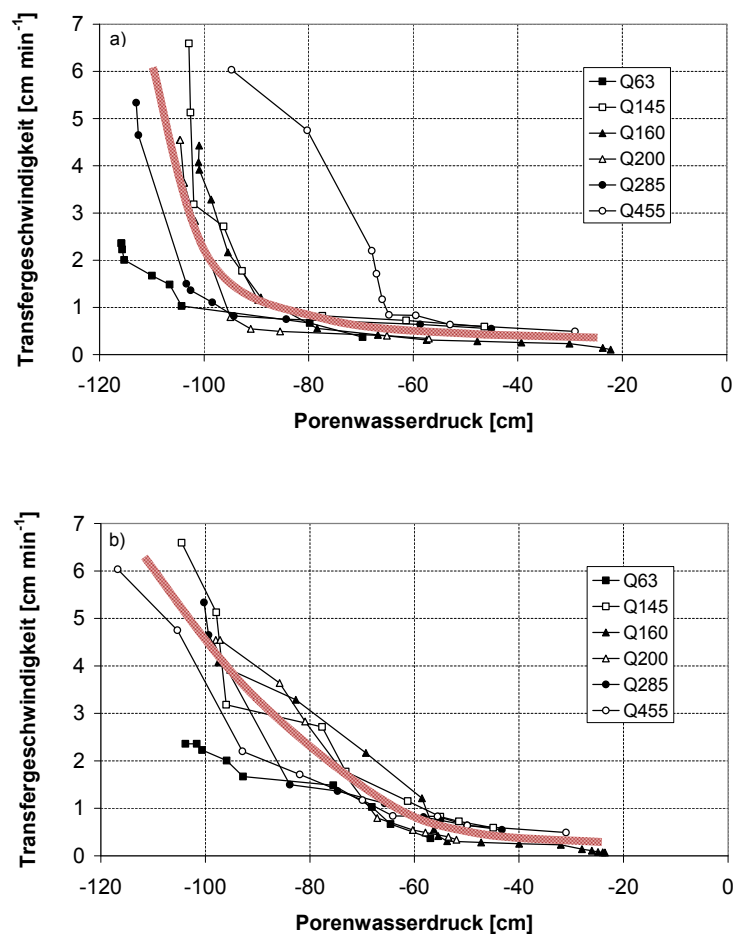 a)
Transfergeschwindigkeit [cm min⁻¹]
7
6
5
4
3
2
1
0
-120 -100 -80 -60 -40 -20 0
Porenwasserdruck [cm]
Q63
Q145
Q160
Q200
Q285
Q455
b)
Transfergeschwindigkeit [cm min⁻¹]
7
6
5
4
3
2
1
0
-120 -100 -80 -60 -40 -20 0
Porenwasserdruck [cm]
Q63
Q145
Q160
Q200
Q285
Q455